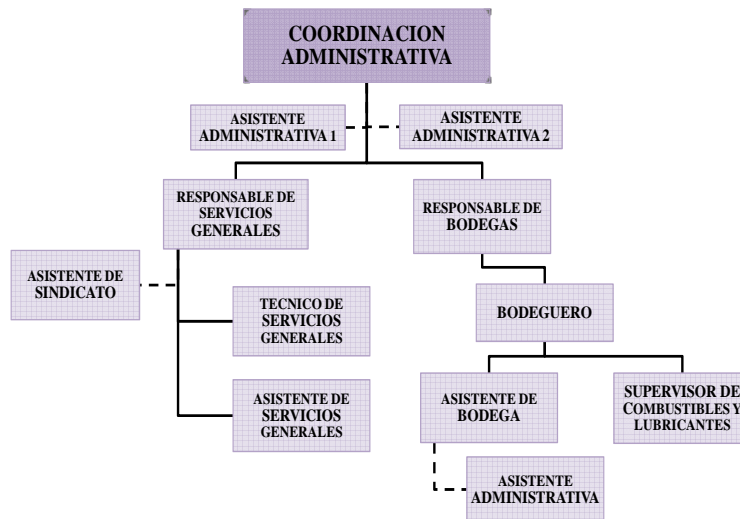 COORDINACION
ADMINISTRATIVA
ASISTENTE
ADMINISTRATIVA 1
ASISTENTE
ADMINISTRATIVA 2
RESPONSABLE DE
SERVICIOS
GENERALES
RESPONSABLE DE
BODEGAS
ASISTENTE DE
SINDICATO
TECNICO DE
SERVICIOS
GENERALES
BODEGUERO
ASISTENTE DE
SERVICIOS
GENERALES
ASISTENTE DE
BODEGA
SUPERVISOR DE
COMBUSTIBLES Y
LUBRICANTES
ASISTENTE
ADMINISTRATIVA